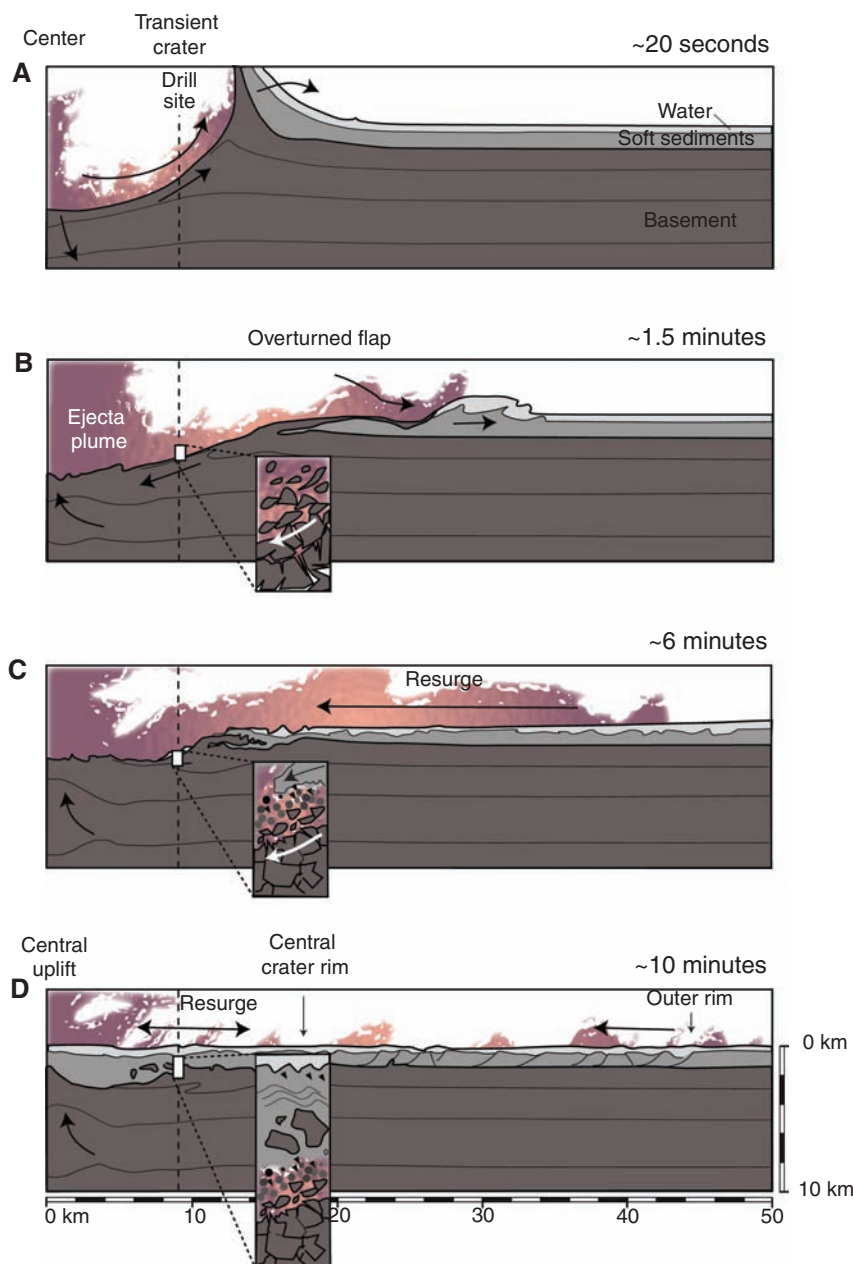 Center
Transient
crater
~20 seconds
A
Drill
site
Water
Soft sediments
Basement
Overturned flap
~1.5 minutes
B
Ejecta
plume
~6 minutes
C
Resurge
Central
uplift
Central
crater rim
~10 minutes
D
Resurge
Outer rim
0 km
10 km
0 km 10 20 30 40 50